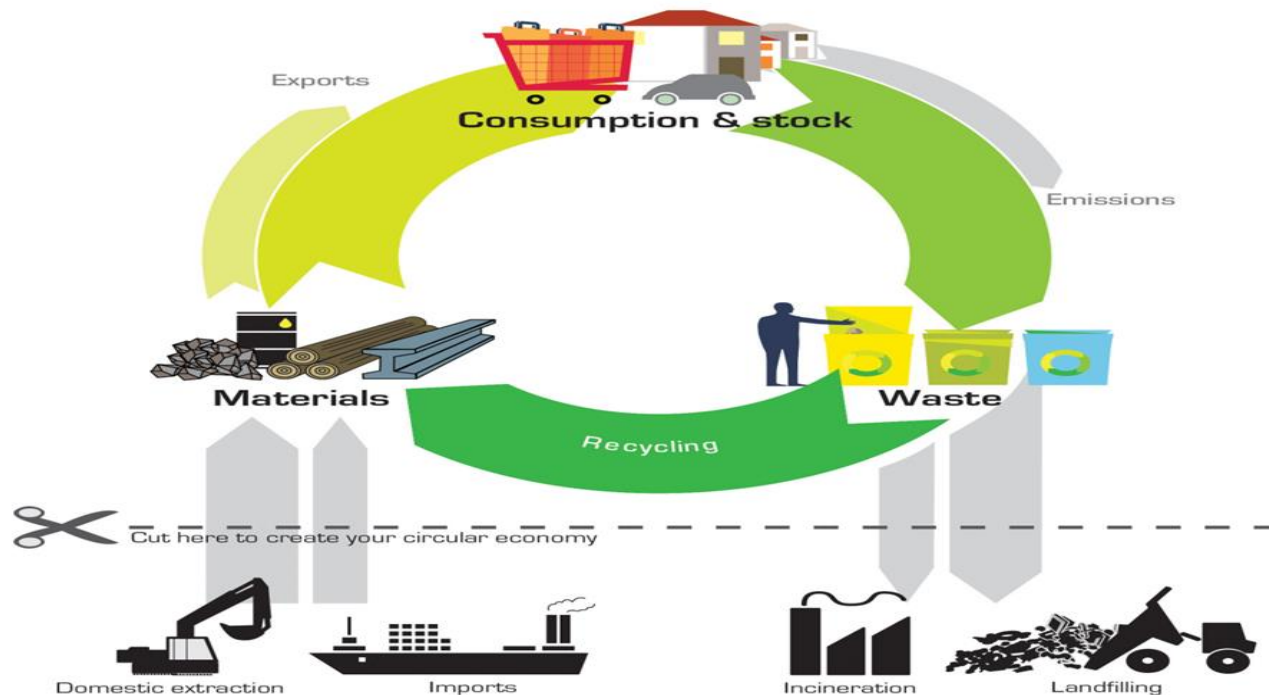 Exports
Consumption & stock
Emissions
Materials
Waste
Recycling
Cut here to create your circular economy
Domestic extraction
Imports
Incineration
Landfilling